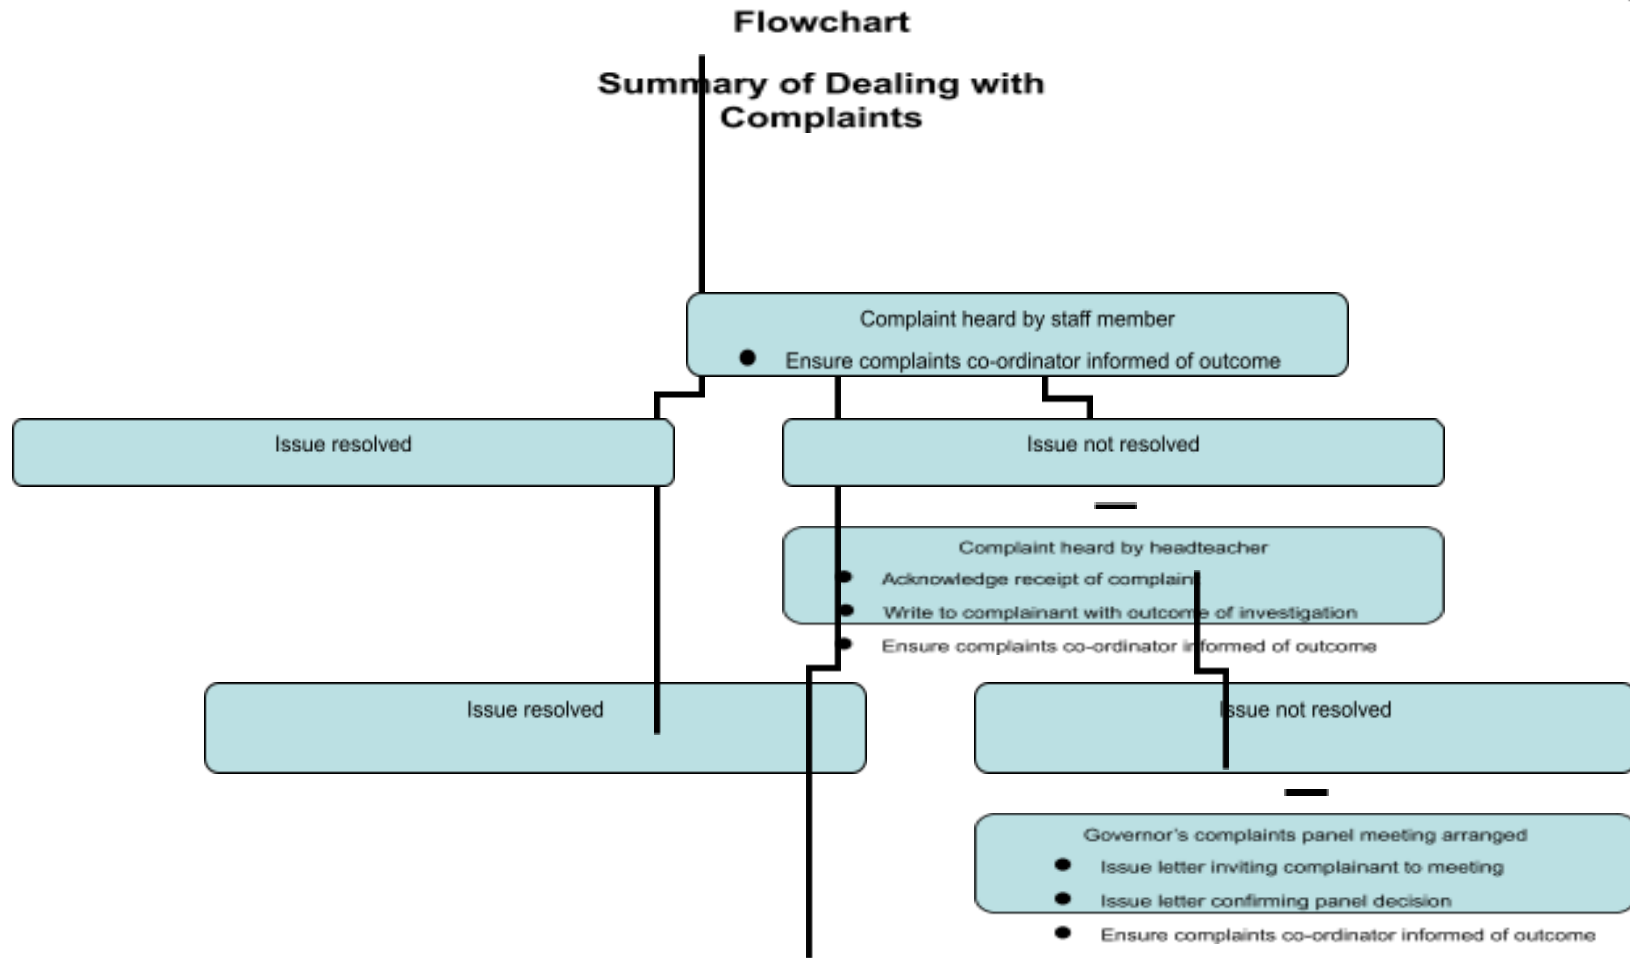 Flowchart
Summary of Dealing with
Complaints
Complaint heard by staff member
● Ensure complaints co-ordinator informed of outcome
Issue resolved
Issue not resolved
Complaint heard by headteacher
● Acknowledge receipt of complaint
● Write to complainant with outcome of investigation
● Ensure complaints co-ordinator informed of outcome
Issue resolved
Issue not resolved
Governor’s complaints panel meeting arranged
● Issue letter inviting complainant to meeting
● Issue letter confirming panel decision
● Ensure complaints co-ordinator informed of outcome